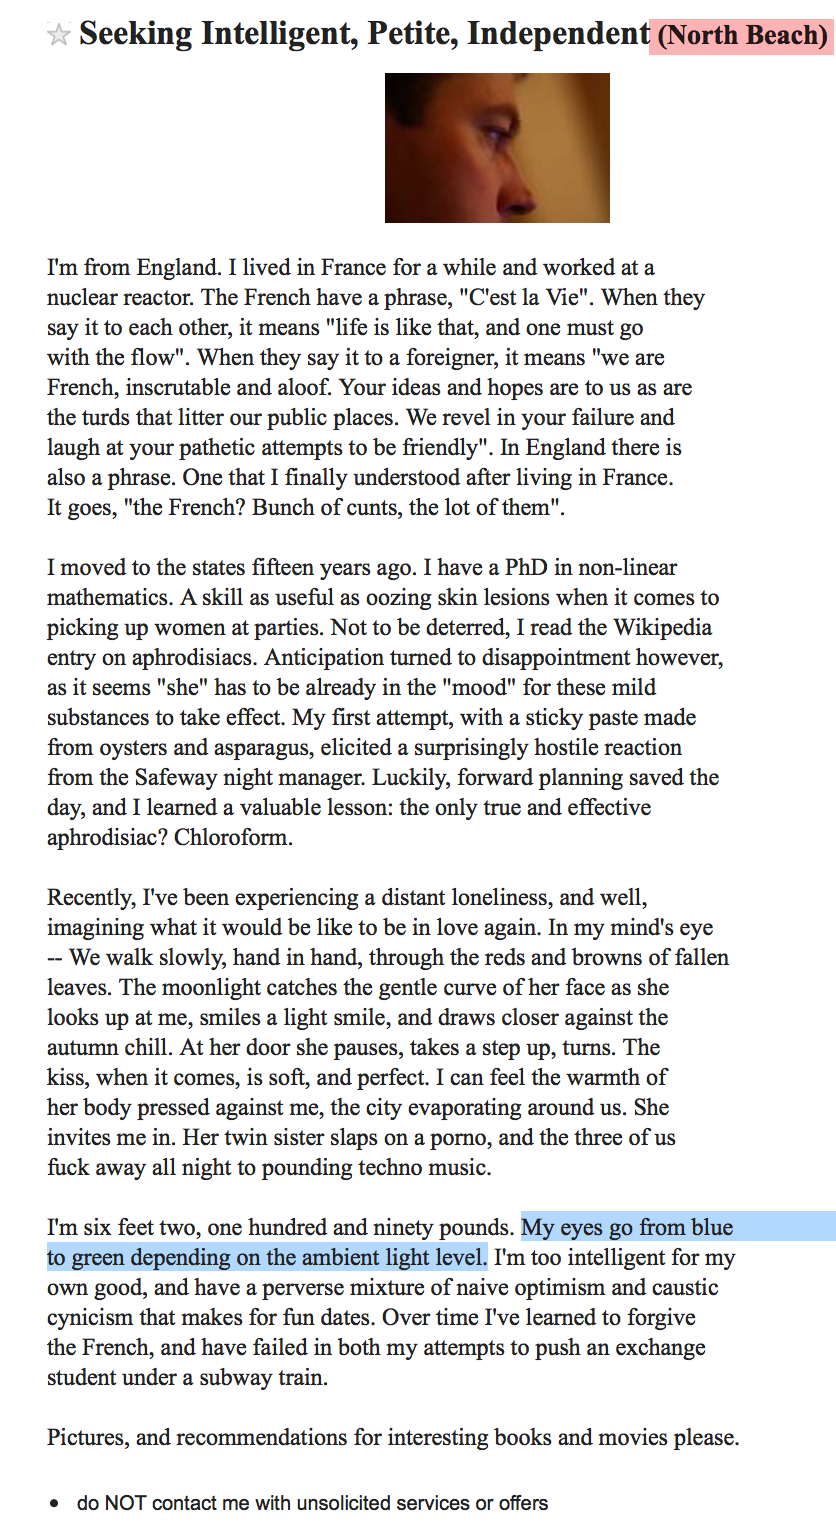 Seeking Intelligent, Petite, Independent (North Beach)
I'm from England. I lived in France for a while and worked at a
nuclear reactor. The French have a phrase, "C'est la Vie". When they
say it to each other, it means "life is like that, and one must go
with the flow". When they say it to a foreigner, it means "we are
French, inscrutable and aloof. Your ideas and hopes are to us as are
the turds that litter our public places. We revel in your failure and
laugh at your pathetic attempts to be friendly". In England there is
also a phrase. One that I finally understood after living in France.
It goes, "the French? Bunch of cunts, the lot of them".
I moved to the states fifteen years ago. I have a PhD in non-linear
mathematics. A skill as useful as oozing skin lesions when it comes to
picking up women at parties. Not to be deterred, I read the Wikipedia
entry on aphrodisiacs. Anticipation turned to disappointment however,
as it seems "she" has to be already in the "mood" for these mild
substances to take effect. My first attempt, with a sticky paste made
from oysters and asparagus, elicited a surprisingly hostile reaction
from the Safeway night manager. Luckily, forward planning saved the
day, and I learned a valuable lesson: the only true and effective
aphrodisiac? Chloroform.
Recently, I've been experiencing a distant loneliness, and well,
imagining what it would be like to be in love again. In my mind's eye
-- We walk slowly, hand in hand, through the reds and browns of fallen
leaves. The moonlight catches the gentle curve of her face as she
looks up at me, smiles a light smile, and draws closer against the
autumn chill. At her door she pauses, takes a step up, turns. The
kiss, when it comes, is soft, and perfect. I can feel the warmth of
her body pressed against me, the city evaporating around us. She
invites me in. Her twin sister slaps on a porno, and the three of us
fuck away all night to pounding techno music.
I'm six feet two, one hundred and ninety pounds. My eyes go from blue
to green depending on the ambient light level. I'm too intelligent for my
own good, and have a perverse mixture of naive optimism and caustic
cynicism that makes for fun dates. Over time I've learned to forgive
the French, and have failed in both my attempts to push an exchange
student under a subway train.
Pictures, and recommendations for interesting books and movies please.
• do NOT contact me with unsolicited services or offers